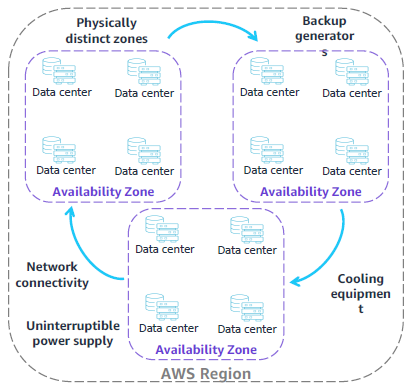 Physically
distinct zones
Backup
generator
s
Data center
Data center
Data center
Data center
Availability Zone
Data center
Data center
Data center
Data center
Availability Zone
Data center
Data center
Data center
Data center
Availability Zone
Network
connectivity
Uninterruptible
power supply
Cooling
equipmen
t
AWS Region